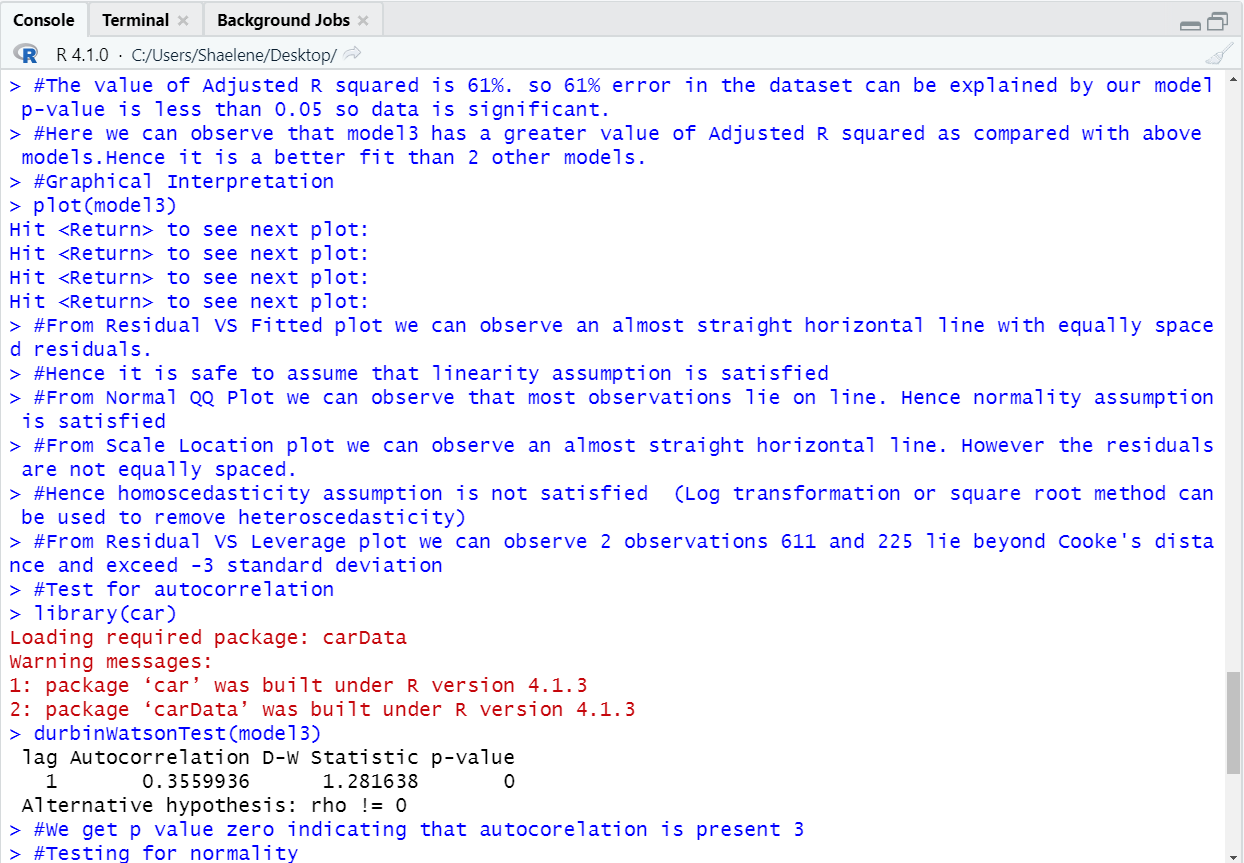 Console Terminal Background Jobs
R R 4.1.0 · C:/Users/Shaelene/Desktop/
> #The value of Adjusted R squared is 61%. so 61% error in the dataset can be explained by our model
p-value is less than 0.05 so data is significant.
> #Here we can observe that model3 has a greater value of Adjusted R squared as compared with above
models.Hence it is a better fit than 2 other models.
> #Graphical Interpretation
> plot(model3)
Hit <Return> to see next plot:
Hit <Return> to see next plot:
Hit <Return> to see next plot:
Hit <Return> to see next plot:
> #From Residual VS Fitted plot we can observe an almost straight horizontal line with equally space
d residuals.
> #Hence it is safe to assume that linearity assumption is satisfied
> #From Normal QQ Plot we can observe that most observations lie on line. Hence normality assumption
is satisfied
> #From Scale Location plot we can observe an almost straight horizontal line. However the residuals
are not equally spaced.
> #Hence homoscedasticity assumption is not satisfied  (Log transformation or square root method can
be used to remove heteroscedasticity)
> #From Residual VS Leverage plot we can observe 2 observations 611 and 225 lie beyond Cooke's dista
nce and exceed -3 standard deviation
> #Test for autocorrelation
> library(car)
Loading required package: carData
Warning messages:
1: package ‘car’ was built under R version 4.1.3
2: package ‘carData’ was built under R version 4.1.3
> durbinWatsonTest(model3)
lag Autocorrelation D-W Statistic p-value
1 0.3559936 1.281638 0
Alternative hypothesis: rho != 0
> #We get p value zero indicating that autocorelation is present 3
> #Testing for normality